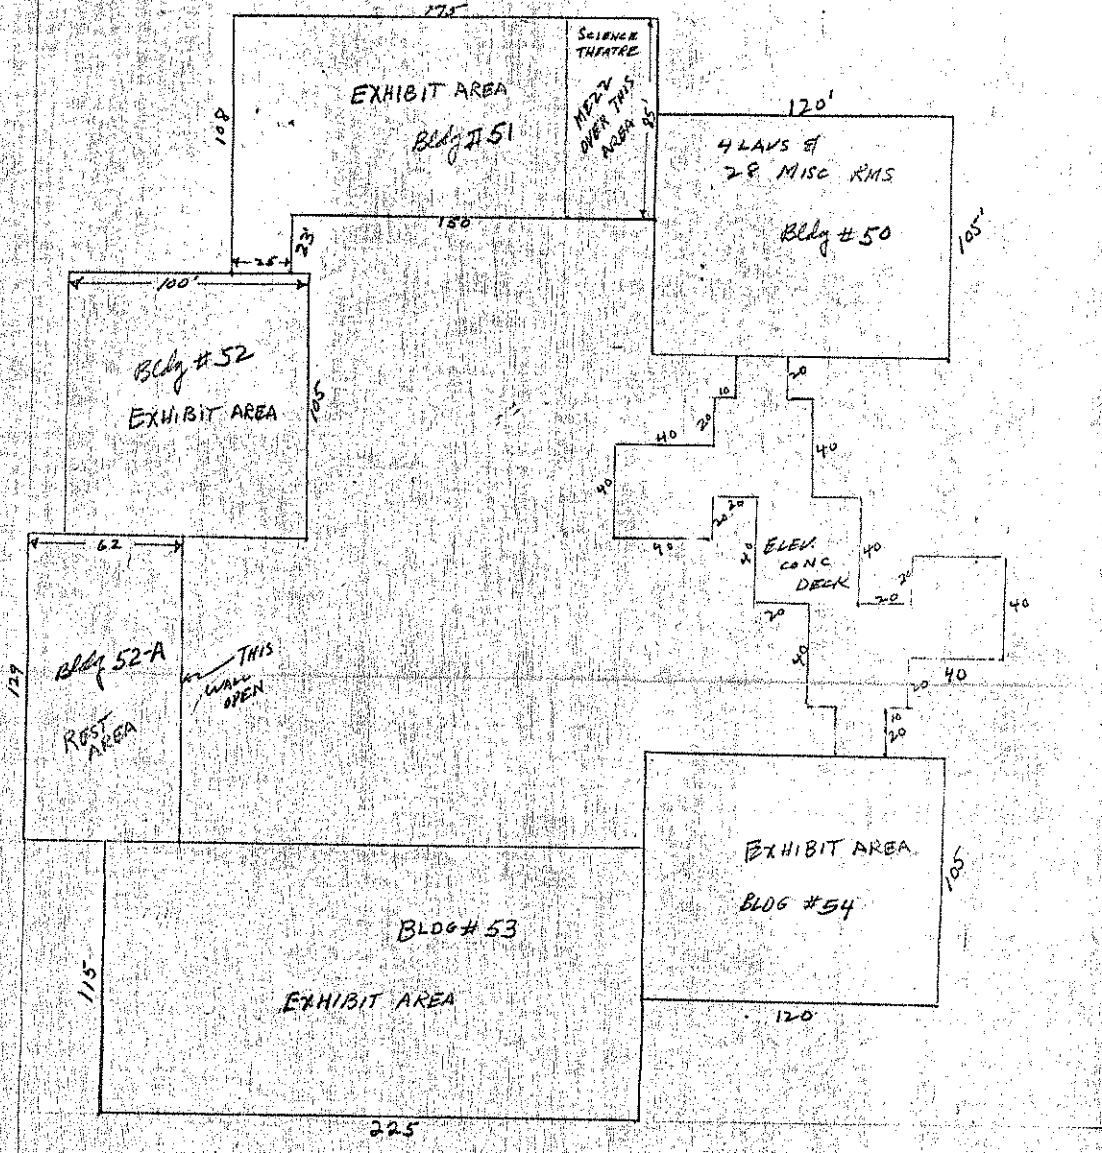 175
EXHIBIT AREA
Bldg #51
108
SCIENCE
THEATRE
MEZZ
OVER THIS
AREA
85'
150
23'
25
120'
4 LAVS &
28 MISC RMS
Bldg #50
105'
100'
Bldg #52
EXHIBIT AREA
105
20
10
20
40
40
40
40
20
20
20
ELEV.
CONC
DECK
40
20
20
40
20
40
40
20
10
20
62
Bldg 52-A
REST
AREA
129
THIS
WALL
OPEN
BLDG# 53
EXHIBIT AREA
115
225
EXHIBIT AREA
BLDG #54
105'
120